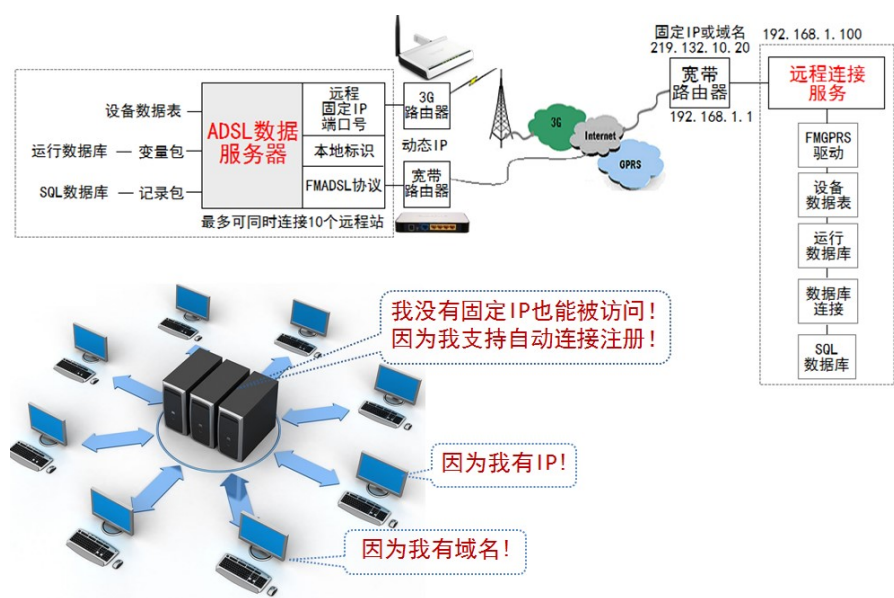 固定IP或域名
219.132.10.20
192.168.1.100
远程
固定IP
端口号
3G
路由器
宽带
路由器
远程连接
服务
设备数据表
ADSL数据
服务器
192.168.1.1
3G
Internet
GPRS
动态IP
运行数据库 — 变量包
本地标识
FMGPRS
驱动
SQL数据库 — 记录包
FMADSL协议
宽带
路由器
设备
数据表
最多可同时连接10个远程站
运行
数据库
数据库
连接
SQL
数据库
我没有固定IP也能被访问!
因为我支持自动连接注册!
因为我有IP!
因为我有域名!